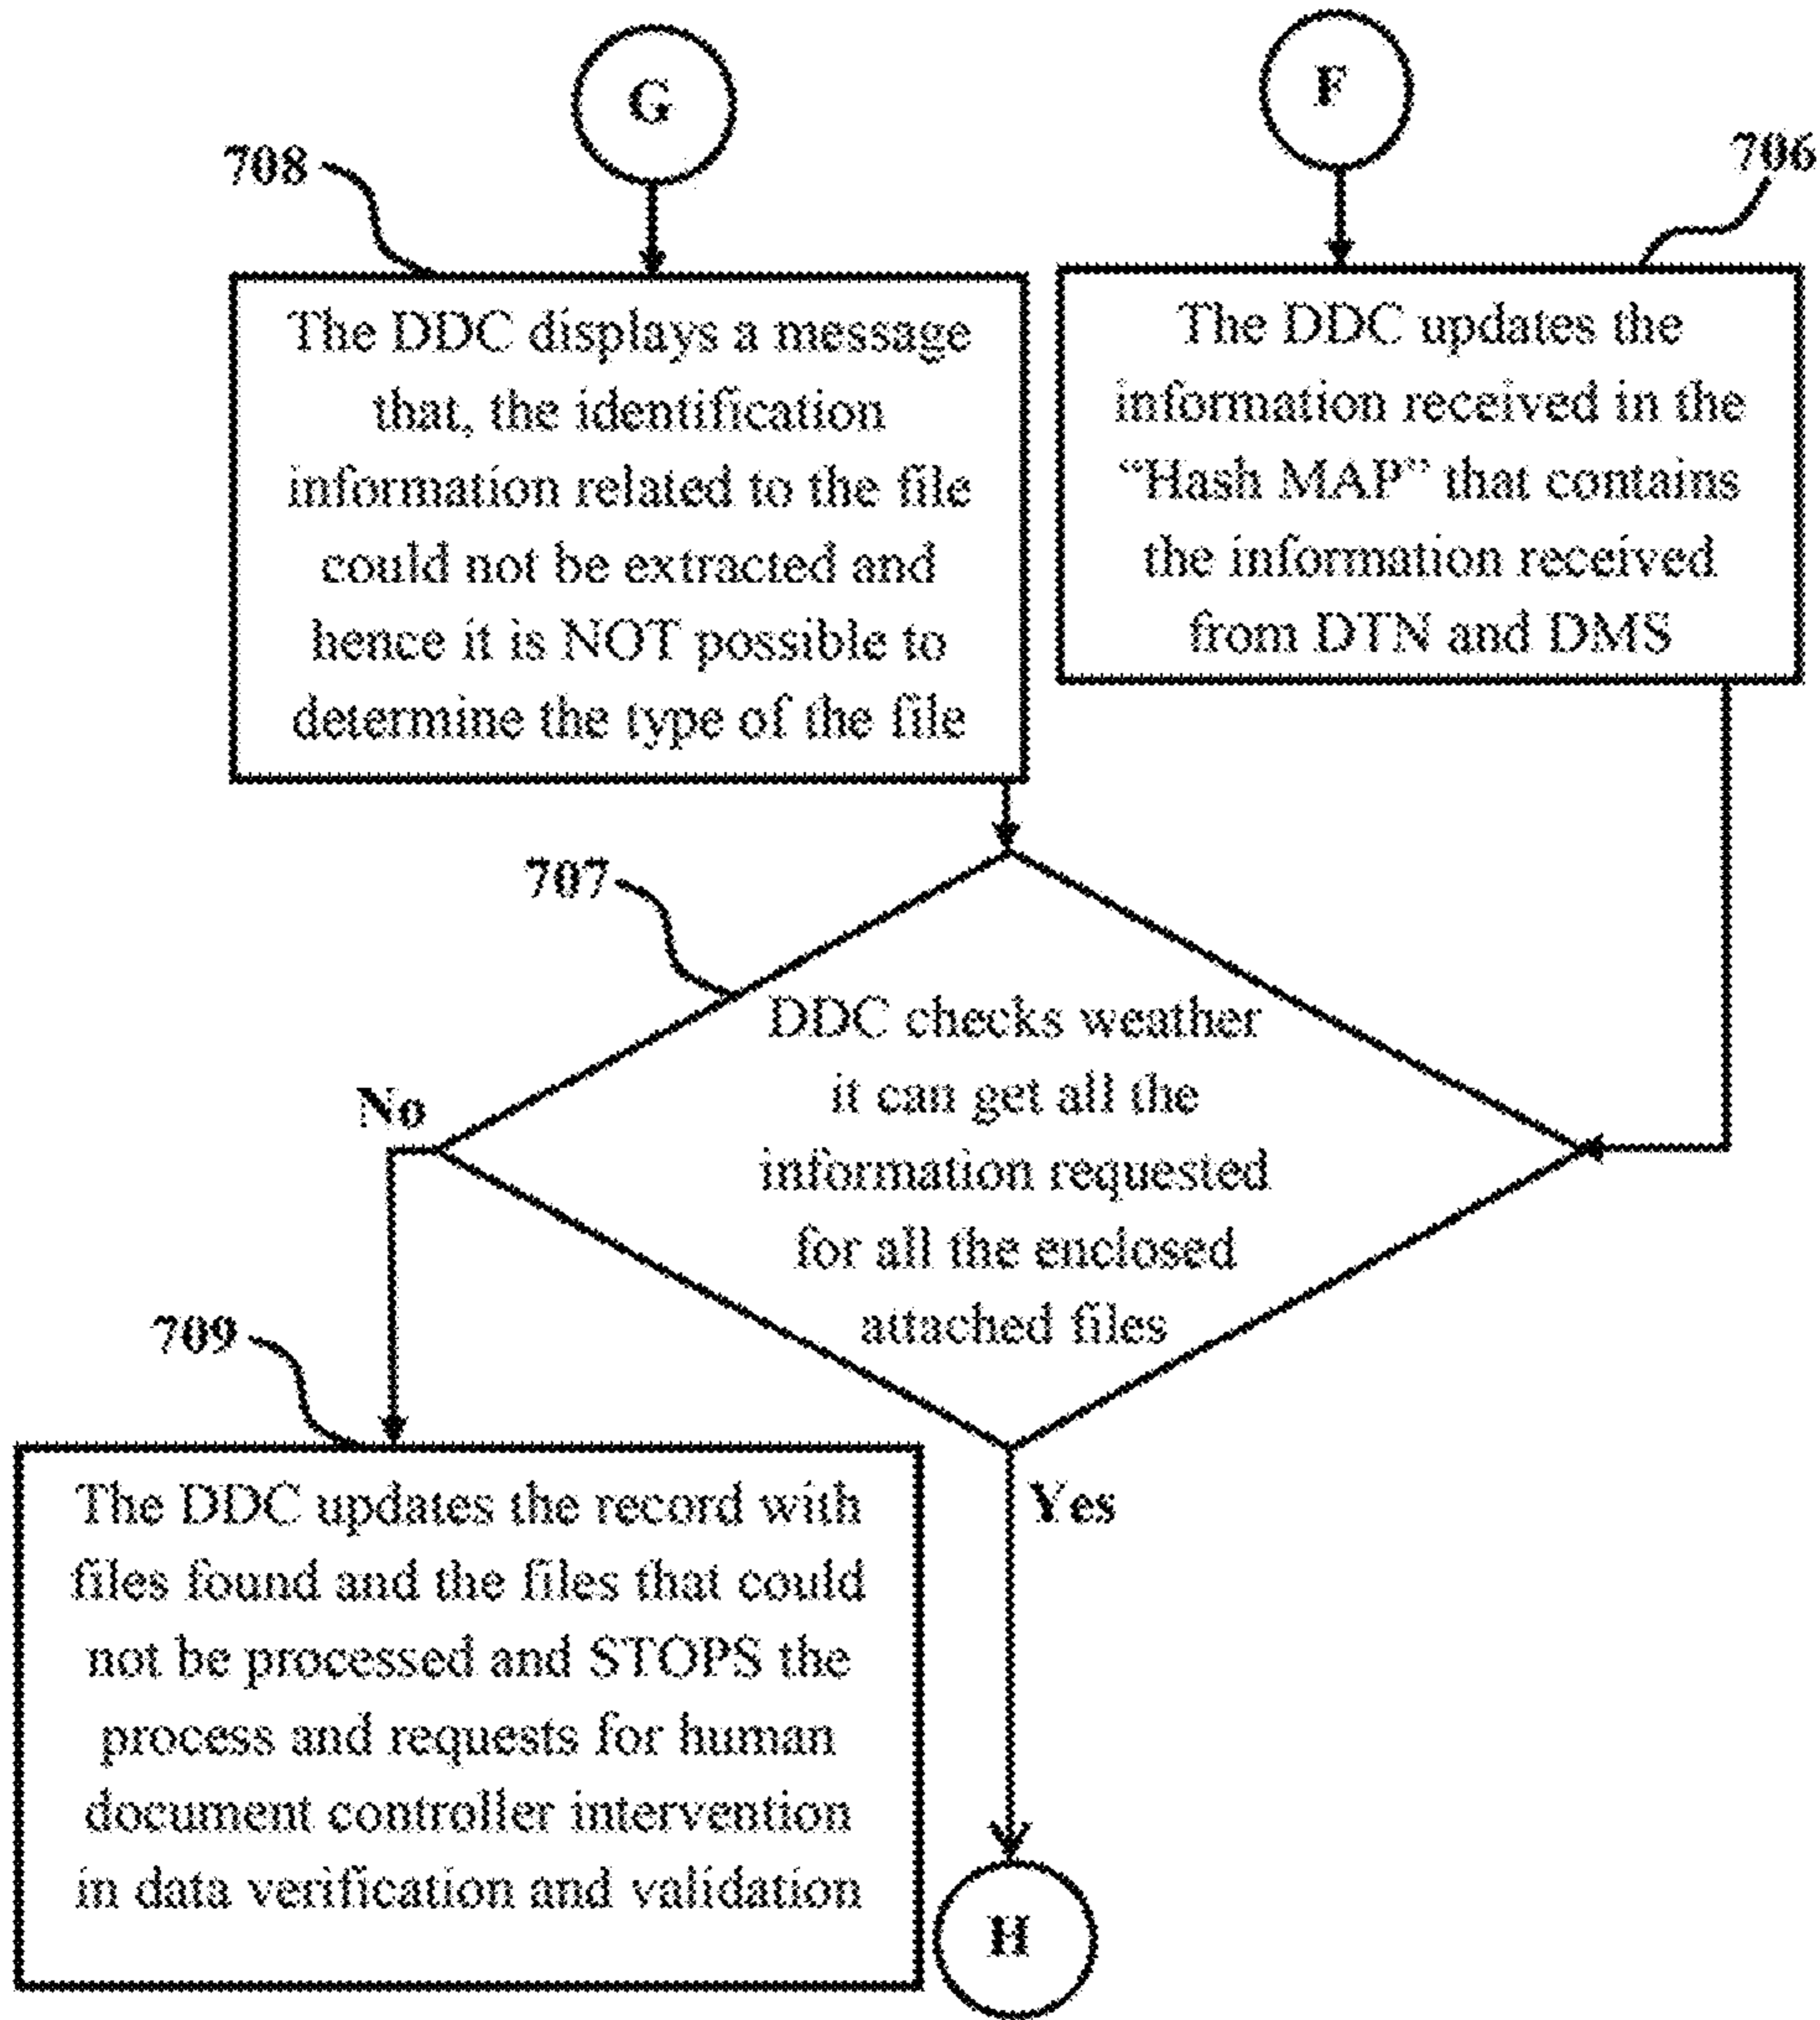 G
F
708
706
The DDC displays a message
that, the identification
information related to the file
could not be extracted and
hence it is NOT possible to
determine the type of the file
The DDC updates the
information received in the
“Hash MAP” that contains
the information received
from DTN and DMS
707
DDC checks weather
it can get all the
information requested
for all the enclosed
attached files
No
709
Yes
The DDC updates the record with
files found and the files that could
not be processed and STOPS the
process and requests for human
document controller intervention
in data verification and validation
H